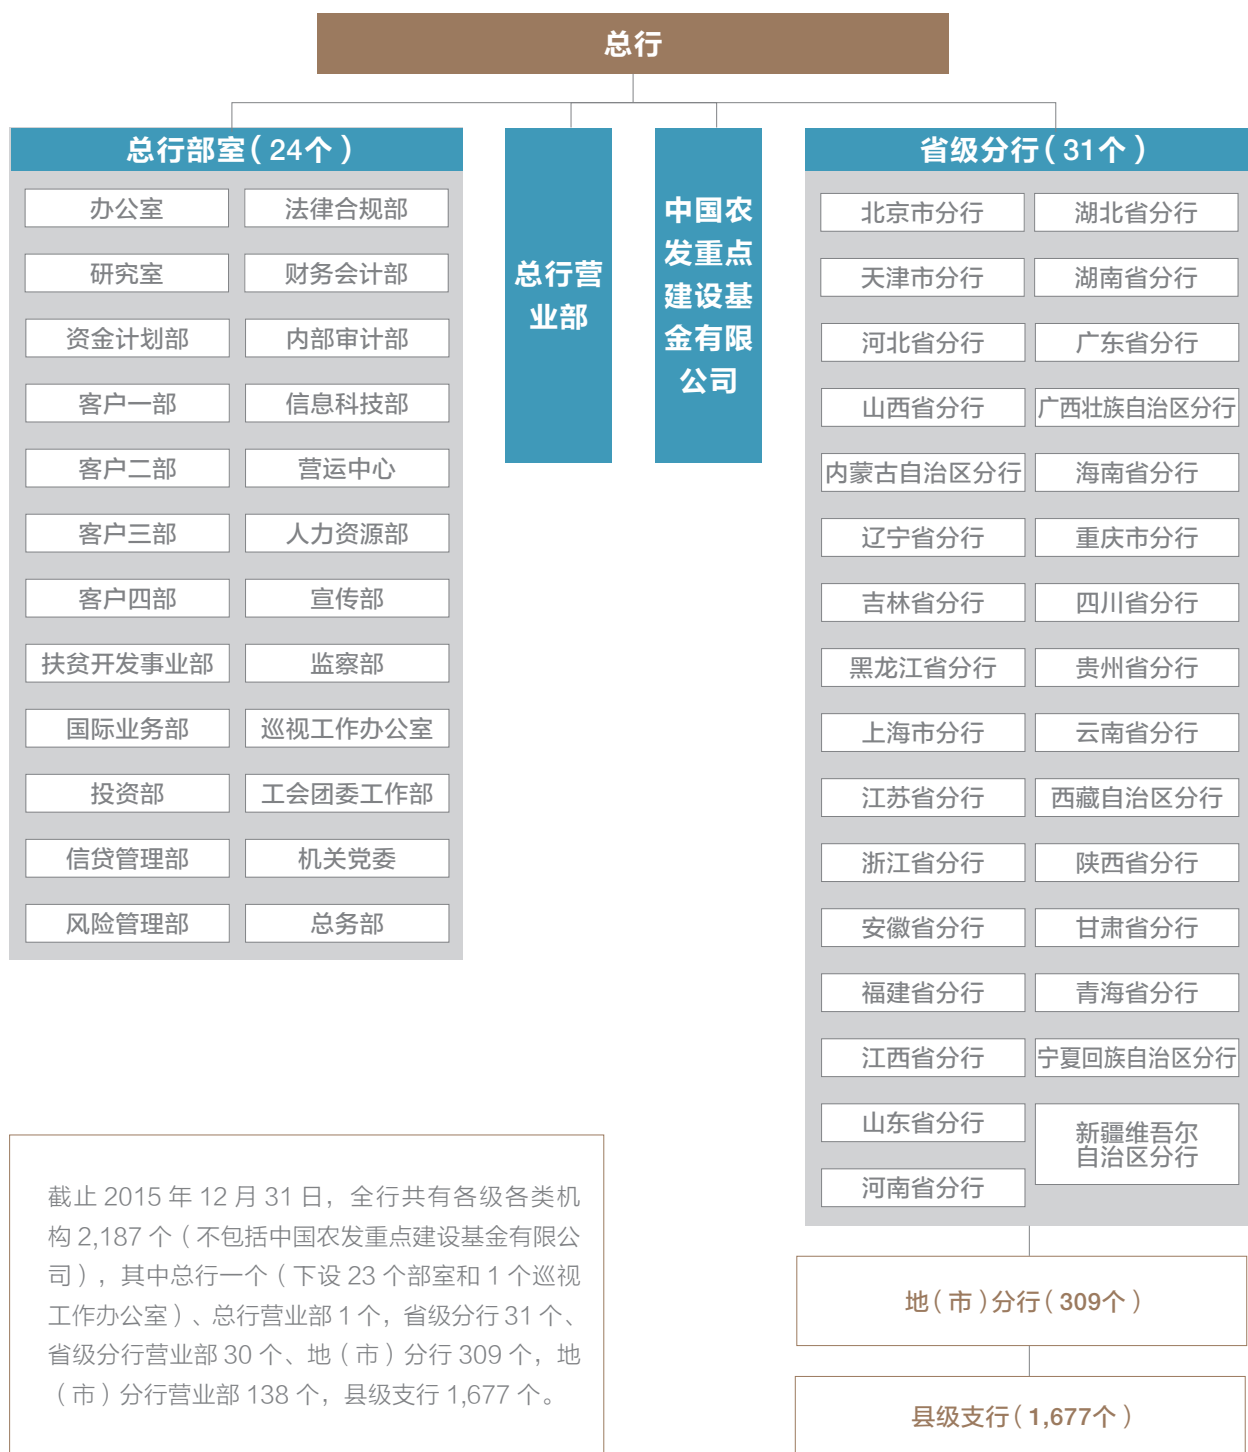 总行
总行部室（24个）
办公室
法律合规部
研究室
财务会计部
资金计划部
内部审计部
客户一部
信息科技部
客户二部
营运中心
客户三部
人力资源部
客户四部
宣传部
扶贫开发事业部
监察部
国际业务部
巡视工作办公室
投资部
工会团委工作部
信贷管理部
机关党委
风险管理部
总务部
总行营
业部
中国农
发重点
建设基
金有限
公司
省级分行（31个）
北京市分行
湖北省分行
天津市分行
湖南省分行
河北省分行
广东省分行
山西省分行
广西壮族自治区分行
内蒙古自治区分行
海南省分行
辽宁省分行
重庆市分行
吉林省分行
四川省分行
黑龙江省分行
贵州省分行
上海市分行
云南省分行
江苏省分行
西藏自治区分行
浙江省分行
陕西省分行
安徽省分行
甘肃省分行
福建省分行
青海省分行
江西省分行
宁夏回族自治区分行
山东省分行
新疆维吾尔
自治区分行
河南省分行
地（市）分行（309个）
县级支行（1,677个）
截止 2015 年 12 月 31 日，全行共有各级各类机
构 2,187 个（不包括中国农发重点建设基金有限公
司），其中总行一个（下设 23 个部室和 1 个巡视
工作办公室）、总行营业部 1 个，省级分行 31 个、
省级分行营业部 30 个、地（市）分行 309 个，地
（市）分行营业部 138 个，县级支行 1,677 个。